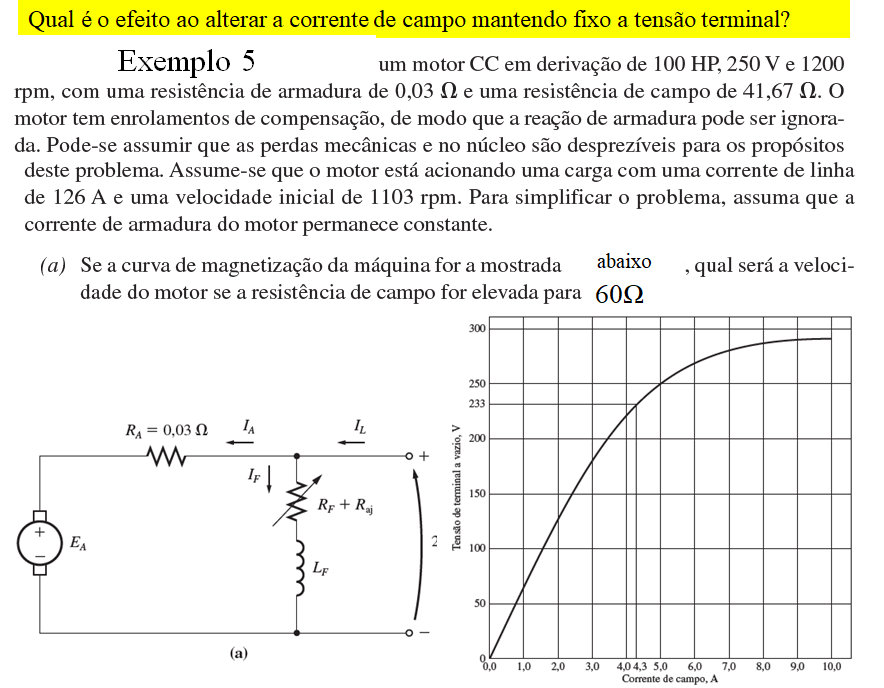 Qual é o efeito ao alterar a corrente de campo mantendo fixo a tensão terminal?
Exemplo 5 um motor CC em derivação de 100 HP, 250 V e 1200
rpm, com uma resistência de armadura de 0,03 Ω e uma resistência de campo de 41,67 Ω. O
motor tem enrolamentos de compensação, de modo que a reação de armadura pode ser ignora-
da. Pode-se assumir que as perdas mecânicas e no núcleo são desprezíveis para os propósitos
deste problema. Assume-se que o motor está acionando uma carga com uma corrente de linha
de 126 A e uma velocidade inicial de 1103 rpm. Para simplificar o problema, assuma que a
corrente de armadura do motor permanece constante.
(a) Se a curva de magnetização da máquina for a mostrada abaixo , qual será a veloci-
dade do motor se a resistência de campo for elevada para 60Ω
R_A = 0,03 Ω
I_A
I_L
I_F
R_F + R_aj
+
−
E_A
L_F
+
2
−
(a)
300
250
233
200
150
100
50
0
Tensão de terminal a vazio, V
0,0 1,0 2,0 3,0 4,0 4,3 5,0 6,0 7,0 8,0 9,0 10,0
Corrente de campo, A